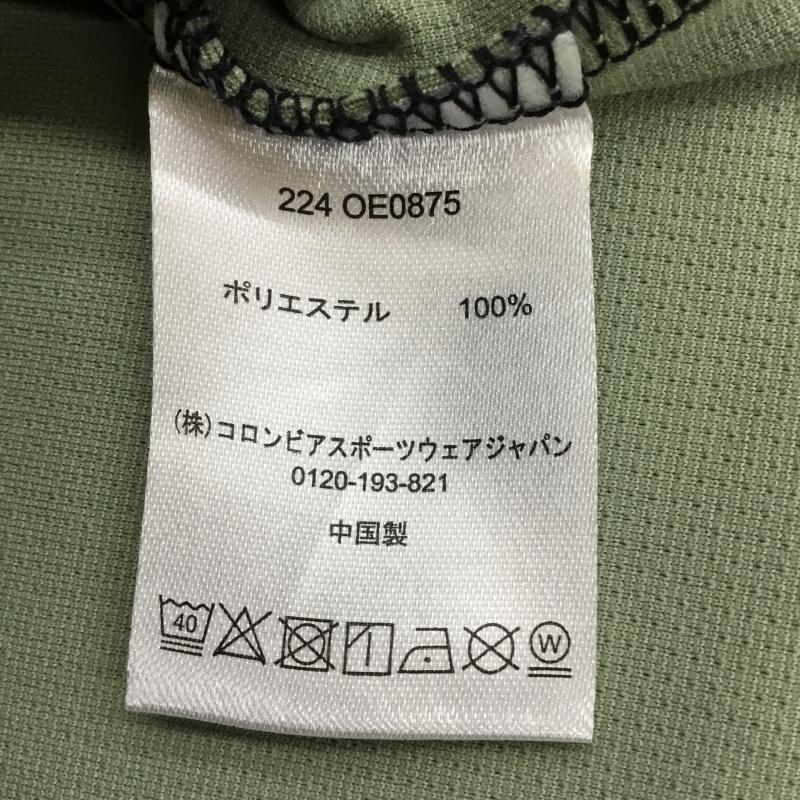 224 OE0875
ポリエステル 100%
(株)コロンビアスポーツウェアジャパン
0120-193-821
中国製
40 W